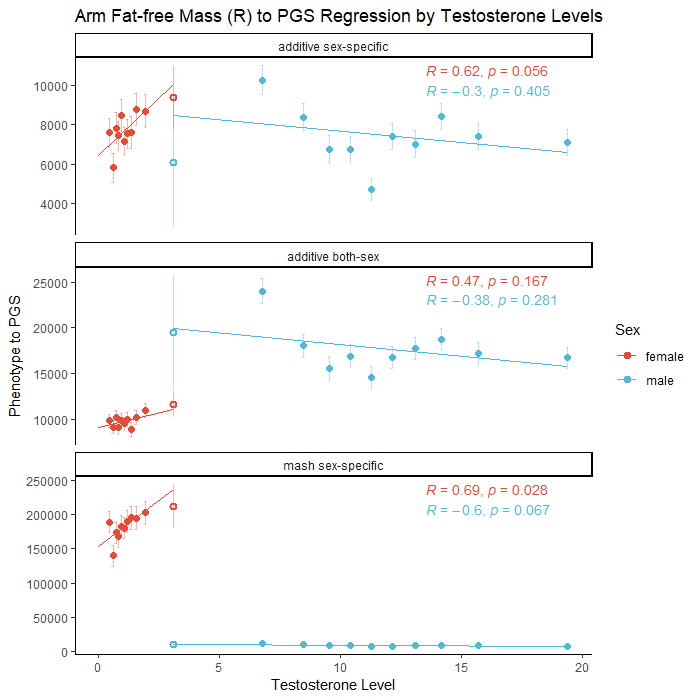 Arm Fat-free Mass (R) to PGS Regression by Testosterone Levels
additive sex-specific
R = 0.62, p = 0.056
R = −0.3, p = 0.405
10000
8000
6000
4000
additive both-sex
R = 0.47, p = 0.167
R = −0.38, p = 0.281
25000
20000
15000
10000
Phenotype to PGS
Sex
female
male
mash sex-specific
R = 0.69, p = 0.028
R = −0.6, p = 0.067
250000
200000
150000
100000
50000
0
0 5 10 15 20
Testosterone Level